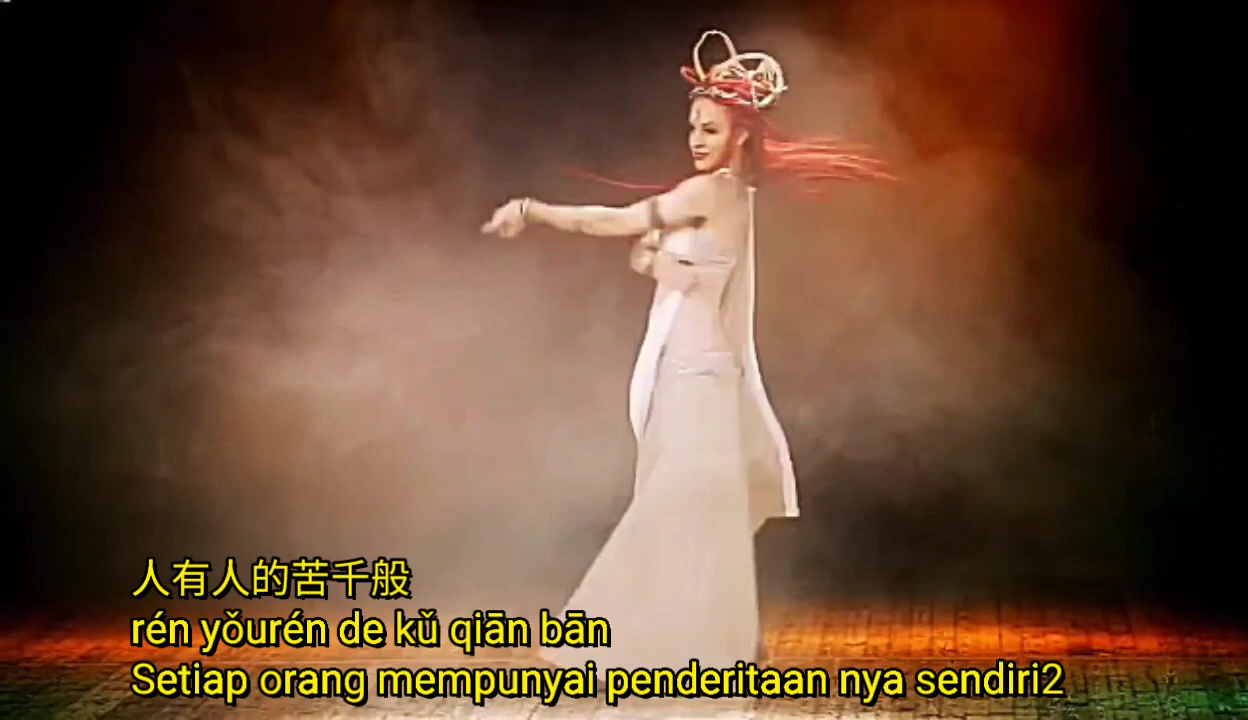 人有人的苦千般
rén yǒurén de kǔ qiān bān
Setiap orang mempunyai penderitaan nya sendiri2